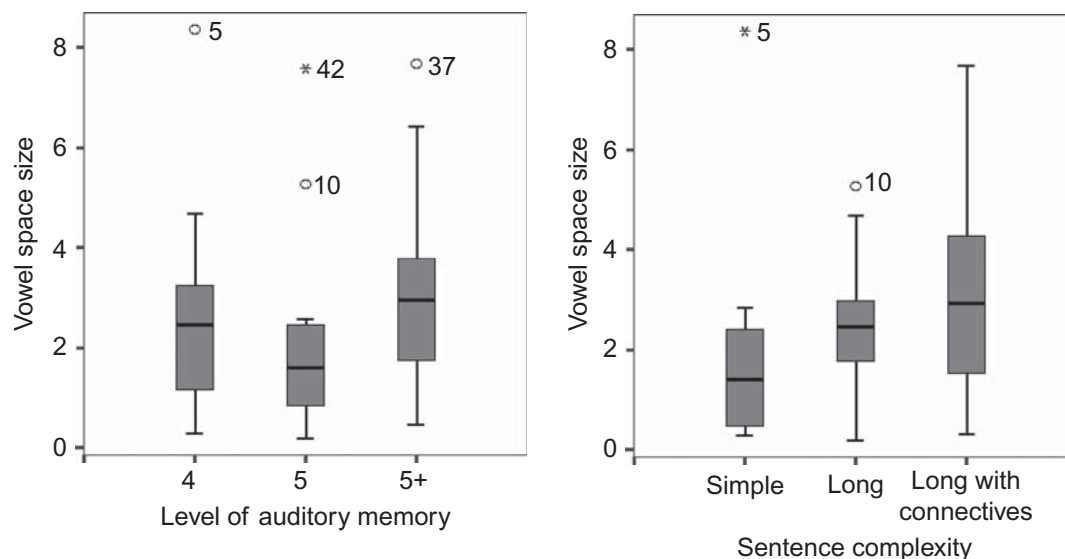 Vowel space size
8
6
4
2
0
5
* 42
10
37
4
5
5+
Level of auditory memory
Vowel space size
8
6
4
2
0
* 5
10
Simple
Long
Long with
connectives
Sentence complexity